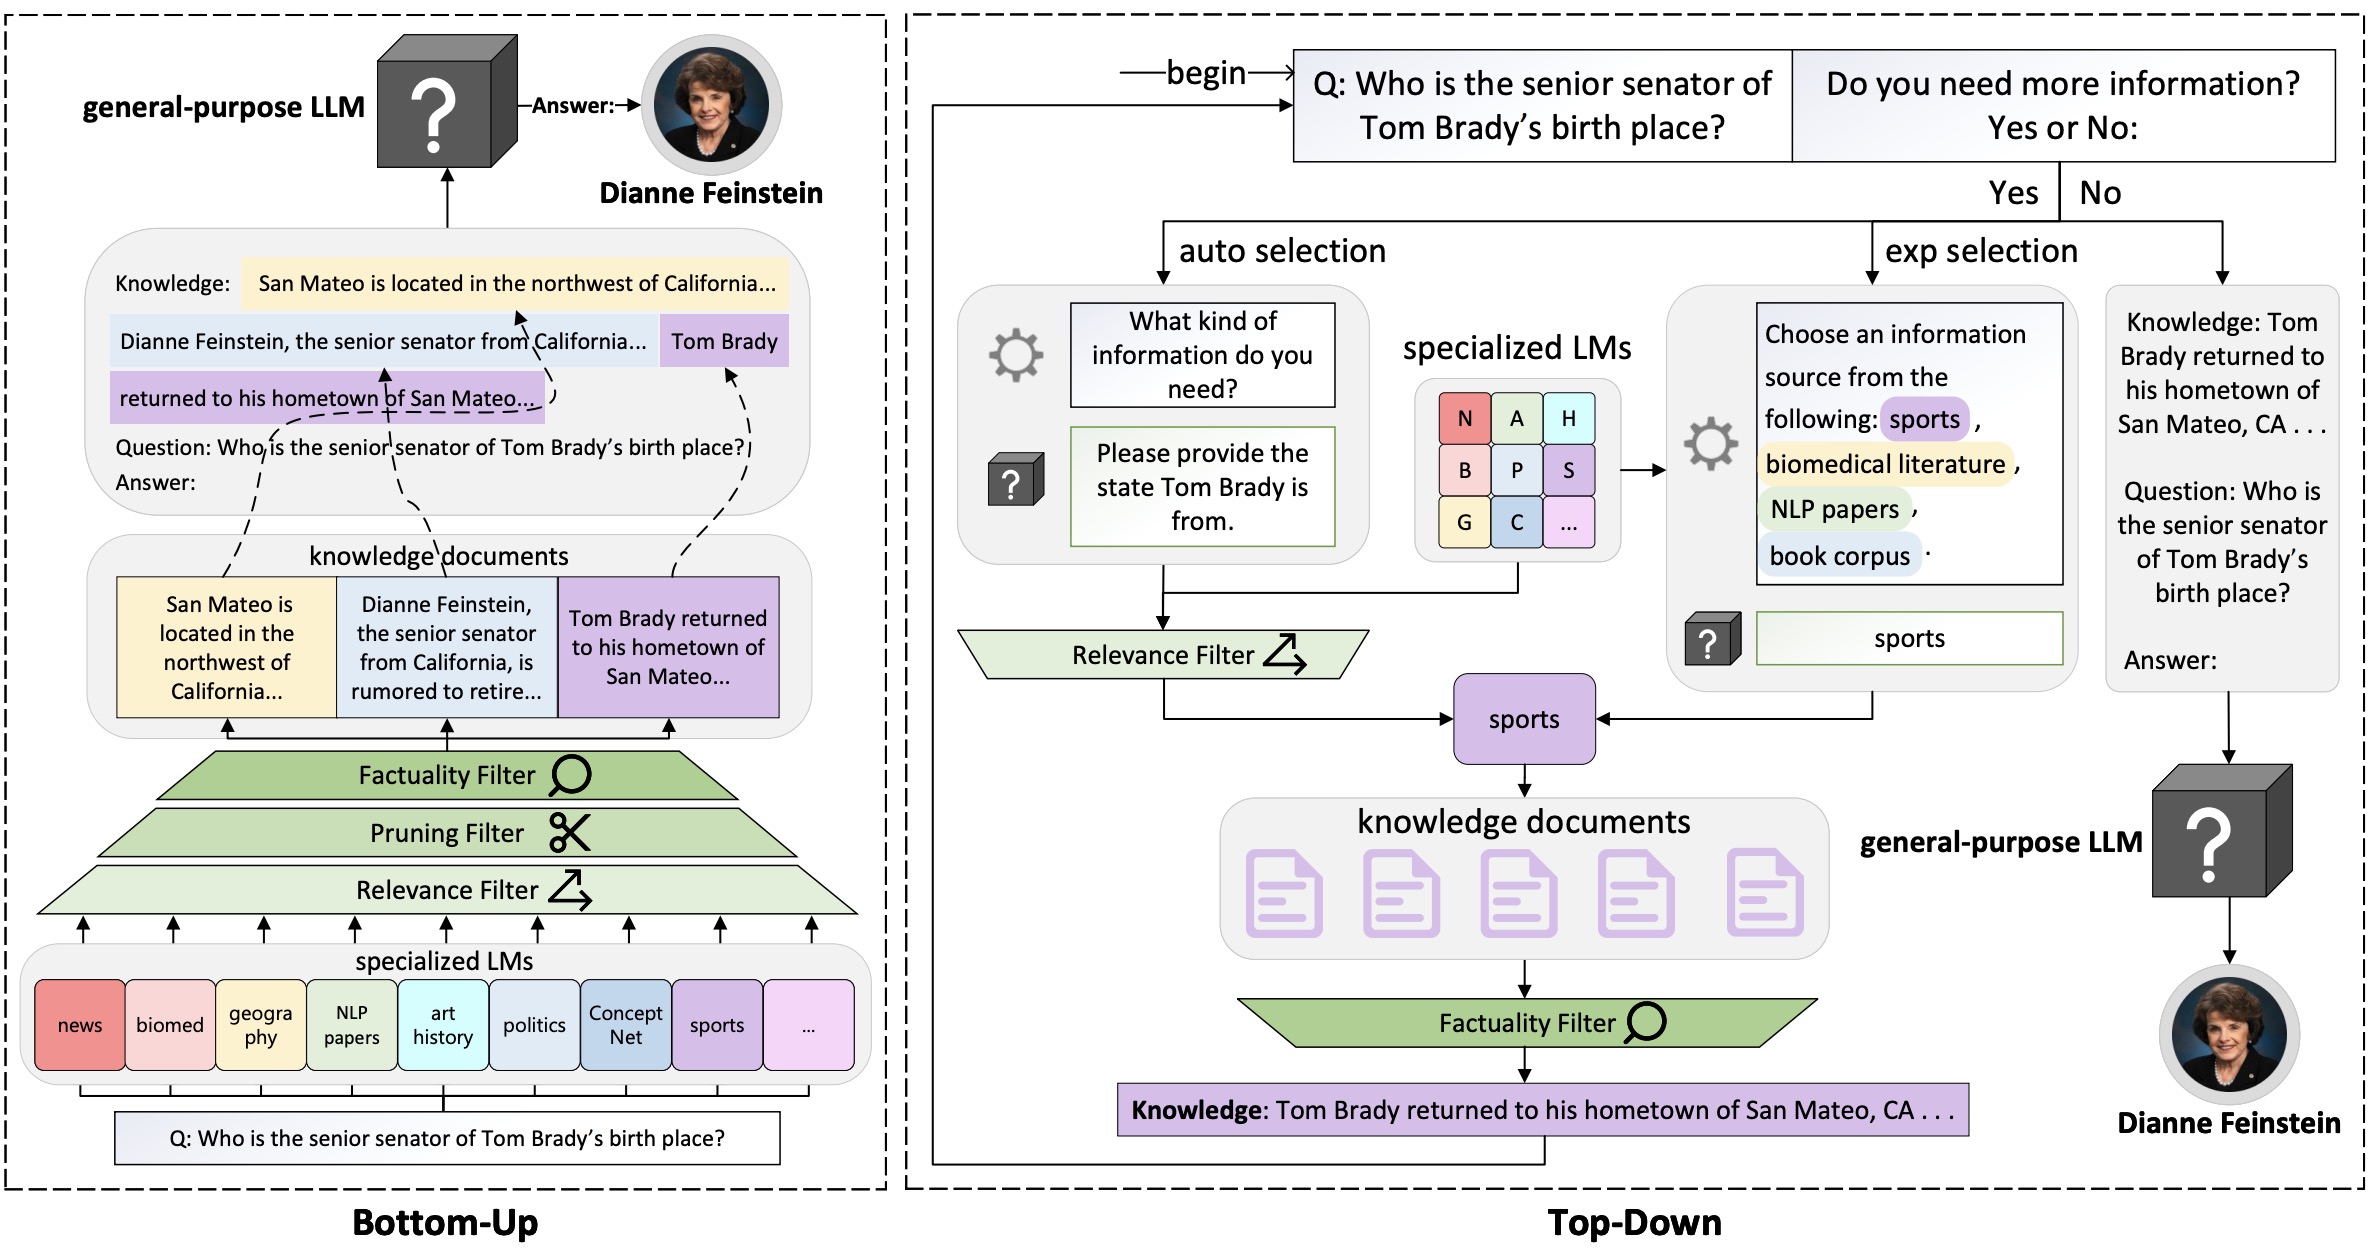 general-purpose LLM
?
Answer:
Dianne Feinstein
Knowledge: San Mateo is located in the northwest of California...
Dianne Feinstein, the senior senator from California... Tom Brady
returned to his hometown of San Mateo...
Question: Who is the senior senator of Tom Brady's birth place?
Answer:
knowledge documents
San Mateo is
located in the
northwest of
California...
Dianne Feinstein,
the senior senator
from California, is
rumored to retire...
Tom Brady returned
to his hometown of
San Mateo...
Factuality Filter
Pruning Filter
Relevance Filter
specialized LMs
news
biomed
geogra
phy
NLP
papers
art
history
politics
Concept
Net
sports
...
Q: Who is the senior senator of Tom Brady's birth place?
Bottom-Up
begin
Q: Who is the senior senator of
Tom Brady's birth place?
Do you need more information?
Yes or No:
Yes
No
auto selection
exp selection
What kind of
information do you
need?
?
Please provide the
state Tom Brady is
from.
specialized LMs
N A H
B P S
G C ...
Choose an information
source from the
following: sports ,
biomedical literature ,
NLP papers ,
book corpus .
?
sports
Knowledge: Tom
Brady returned to
his hometown of
San Mateo, CA . . .
Question: Who is
the senior senator
of Tom Brady's
birth place?
Answer:
Relevance Filter
sports
knowledge documents
Factuality Filter
Knowledge: Tom Brady returned to his hometown of San Mateo, CA . . .
general-purpose LLM
?
Dianne Feinstein
Top-Down